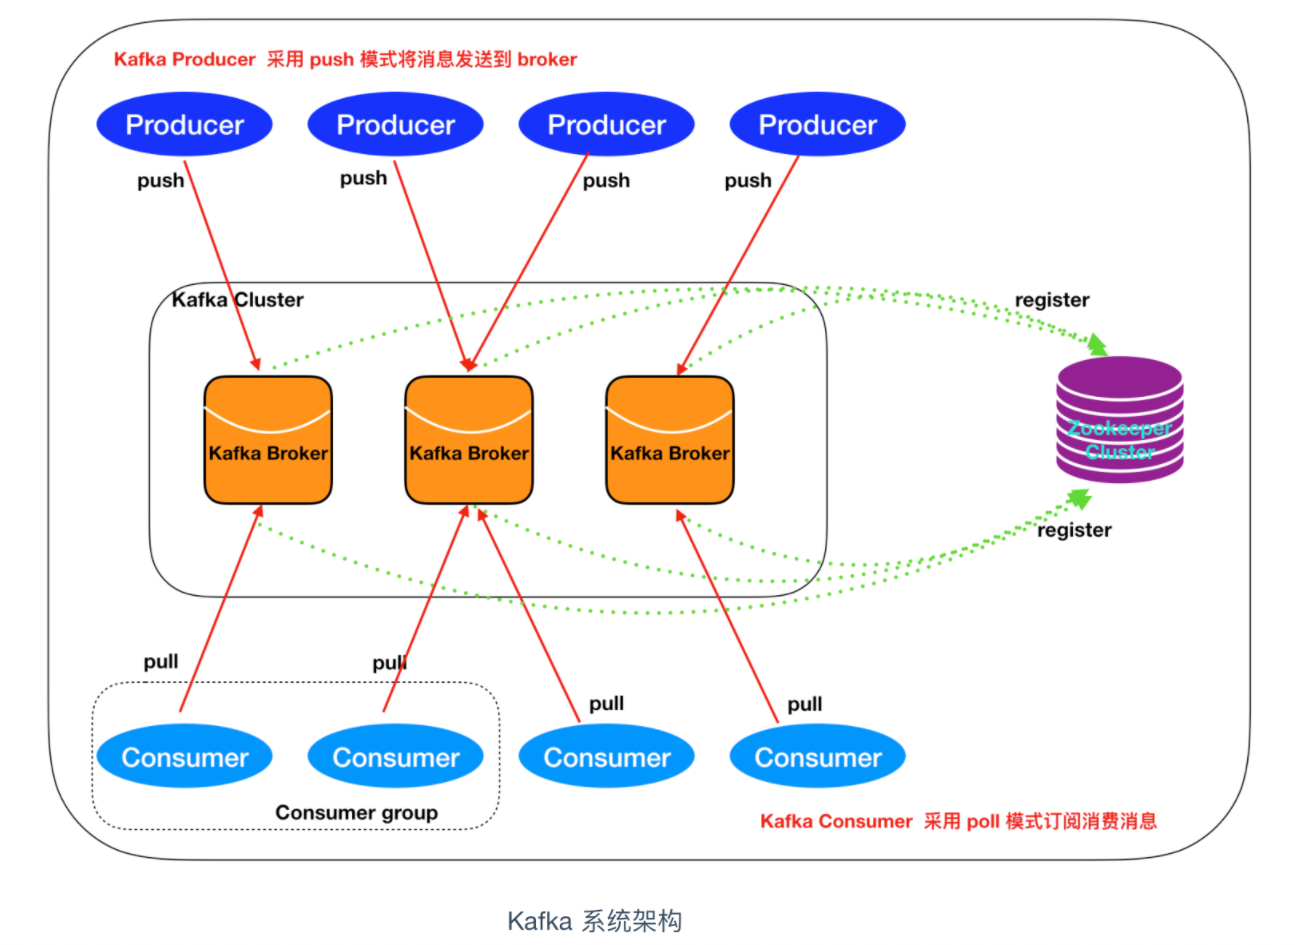 Kafka Producer 采用 push 模式将消息发送到 broker
Producer
Producer
Producer
Producer
push
push
push
push
Kafka Cluster
register
Kafka Broker
Kafka Broker
Kafka Broker
Zookeeper
Cluster
register
pull
pull
pull
pull
Consumer
Consumer
Consumer
Consumer
Consumer group
Kafka Consumer 采用 poll 模式订阅消费消息
Kafka 系统架构